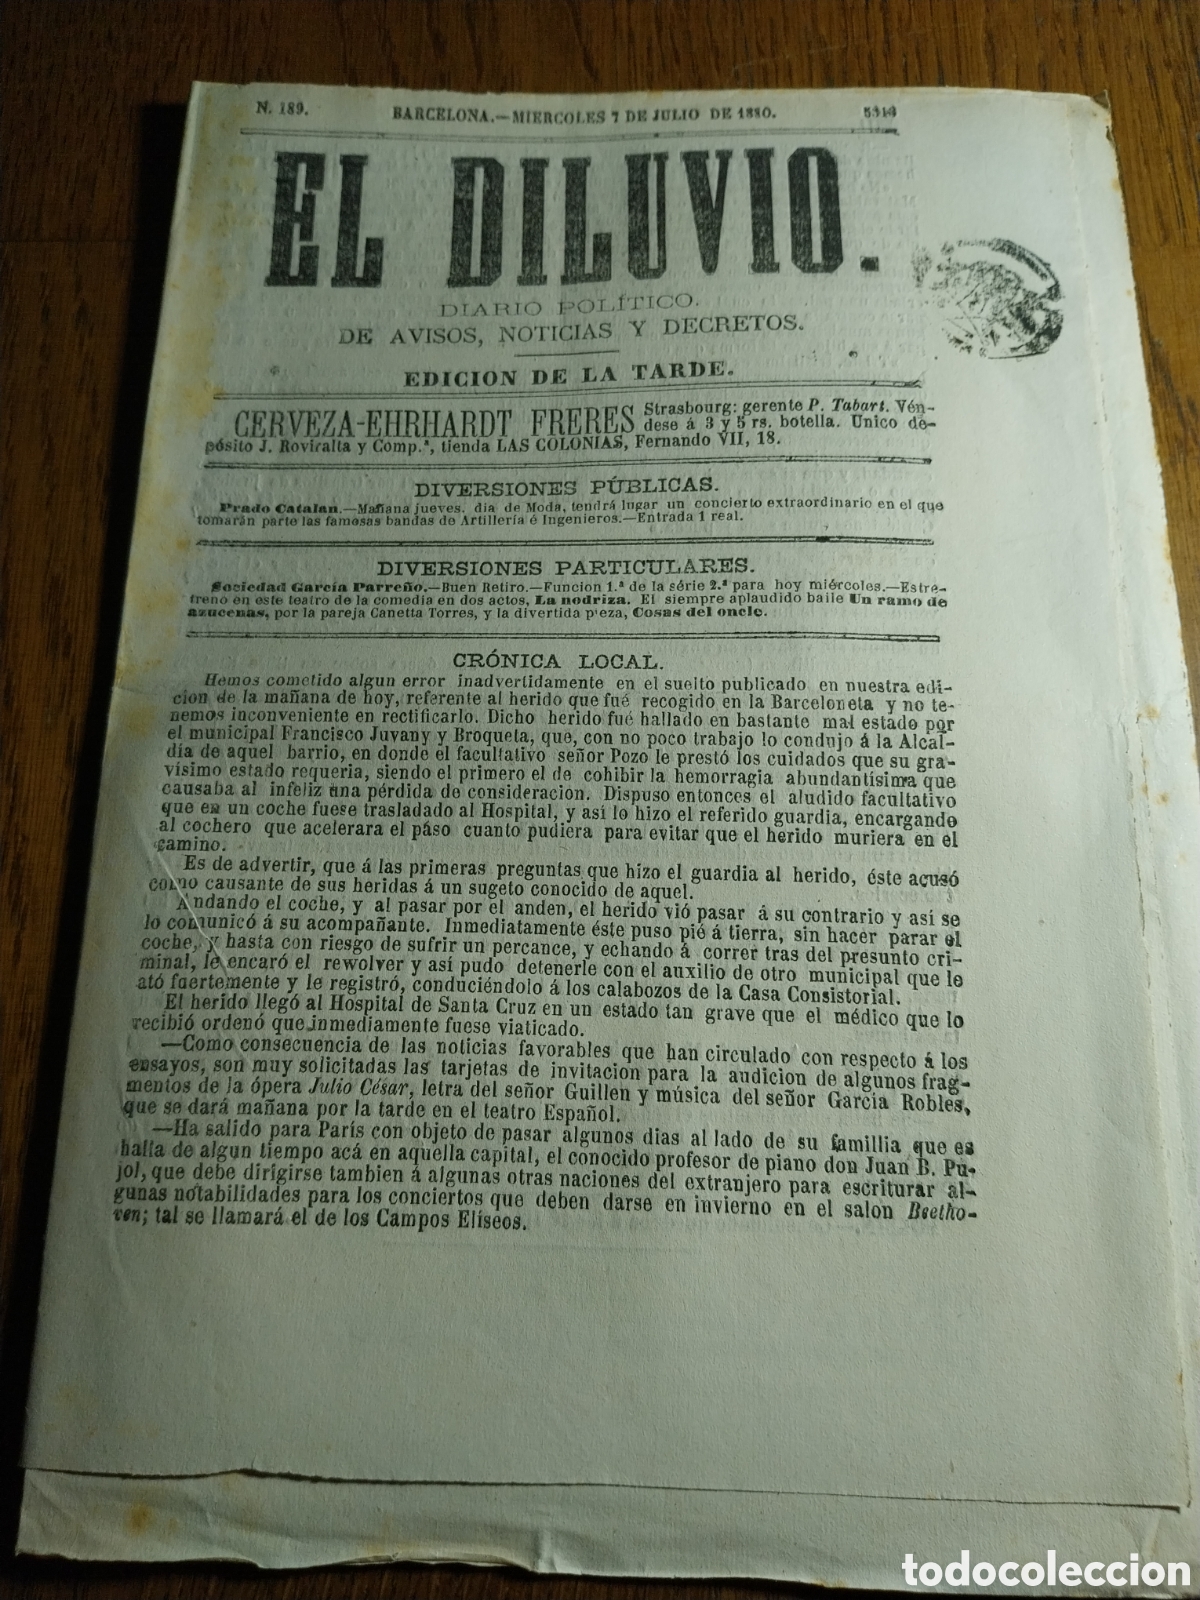 N. 189. BARCELONA.—MIERCOLES 7 DE JULIO DE 1880. 5313
EL DILUVIO.
DIARIO POLÍTICO.
DE AVISOS, NOTICIAS Y DECRETOS.
EDICION DE LA TARDE.
CERVEZA-EHRHARDT FRERES Strasbourg: gerente P. Tabart. Vén-
dese á 3 y 5 rs. botella. Unico de-
pósito J. Roviralta y Comp.ª, tienda LAS COLONIAS, Fernando VII, 18.
DIVERSIONES PÚBLICAS.
Prado Catalan.—Mañana jueves. dia de Moda, tendrá lugar un concierto extraordinario en el que
tomarán parte las famosas bandas de Artillería é Ingenieros.—Entrada 1 real.
DIVERSIONES PARTICULARES.
Sociedad García Parreño.—Buen Retiro.—Funcion 1.ª de la série 2.ª para hoy miércoles.—Estre-
treno en este teatro de la comedia en dos actos, La nodriza. El siempre aplaudido baile Un ramo de
azucenas, por la pareja Canetta Torres, y la divertida pieza, Cosas del oncle.
CRÓNICA LOCAL.
Hemos cometido algun error inadvertidamente en el suelto publicado en nuestra edi-
cion de la mañana de hoy, referente al herido que fué recogido en la Barceloneta y no te-
nemos inconveniente en rectificarlo. Dicho herido fué hallado en bastante mal estado por
el municipal Francisco Juvany y Broqueta, que, con no poco trabajo lo condujo á la Alcal-
día de aquel barrio, en donde el facultativo señor Pozo le prestó los cuidados que su gra-
vísimo estado requeria, siendo el primero el de cohibir la hemorragia abundantísima que
causaba al infeliz una pérdida de consideracion. Dispuso entonces el aludido facultativo
que en un coche fuese trasladado al Hospital, y así lo hizo el referido guardia, encargando
al cochero que acelerara el páso cuanto pudiera para evitar que el herido muriera en el
camino.
Es de advertir, que á las primeras preguntas que hizo el guardia al herido, éste acusó
como causante de sus heridas á un sugeto conocido de aquel.
Andando el coche, y al pasar por el anden, el herido vió pasar á su contrario y así se
lo comunicó á su acompañante. Inmediatamente éste puso pié á tierra, sin hacer parar el
coche, y hasta con riesgo de sufrir un percance, y echando á correr tras del presunto cri-
minal, le encaró el rewolver y así pudo detenerle con el auxilio de otro municipal que le
ató fuertemente y le registró, conduciéndolo á los calabozos de la Casa Consistorial.
El herido llegó al Hospital de Santa Cruz en un estado tan grave que el médico que lo
recibió ordenó que inmediamente fuese viaticado.
—Como consecuencia de las noticias favorables que han circulado con respecto á los
ensayos, son muy solicitadas las tarjetas de invitacion para la audicion de algunos frag-
mentos de la ópera Julio César, letra del señor Guillen y música del señor García Robles,
que se dará mañana por la tarde en el teatro Español.
—Ha salido para París con objeto de pasar algunos dias al lado de su famillia que es
halla de algun tiempo acá en aquella capital, el conocido profesor de piano don Juan B. Pu-
jol, que debe dirigirse tambien á algunas otras naciones del extranjero para escriturar al-
gunas notabilidades para los conciertos que deben darse en invierno en el salon Beetho-
ven; tal se llamará el de los Campos Elíseos.
todocoleccion